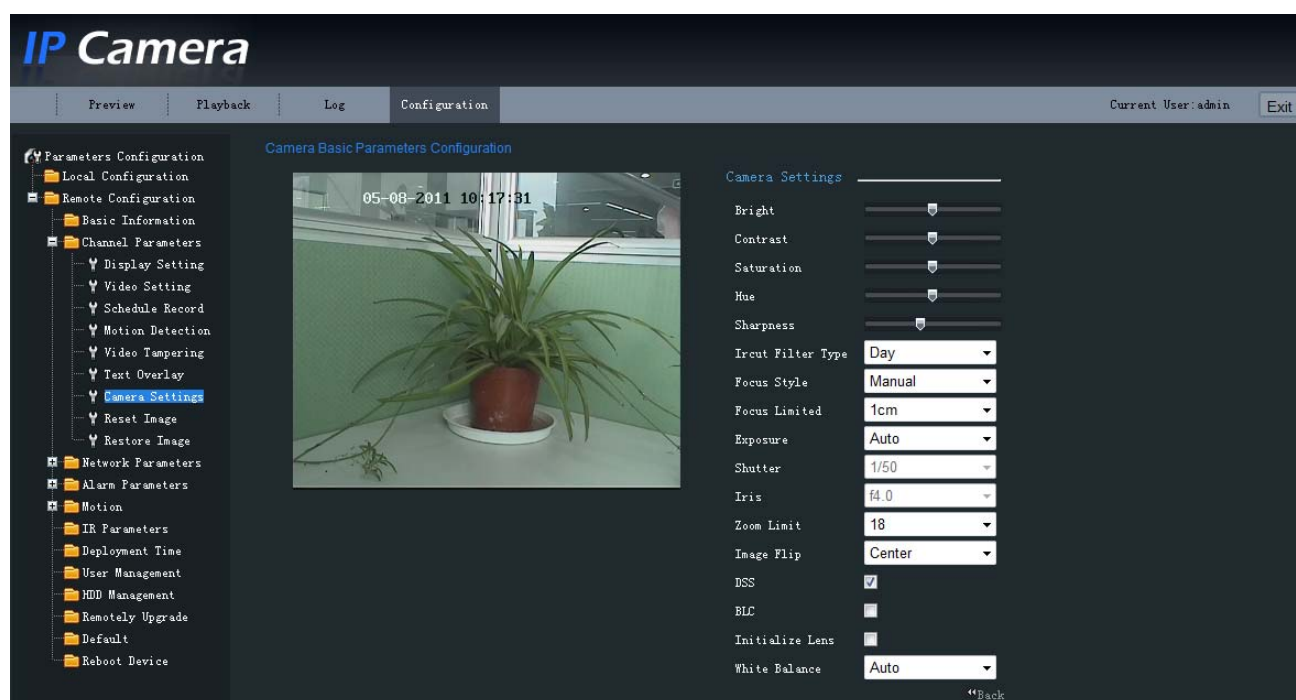 IP Camera
Preview Playback Log Configuration Current User:admin Exit
Parameters Configuration
Local Configuration
Remote Configuration
Basic Information
Channel Parameters
Display Setting
Video Setting
Schedule Record
Motion Detection
Video Tampering
Text Overlay
Camera Settings
Reset Image
Restore Image
Network Parameters
Alarm Parameters
Motion
IR Parameters
Deployment Time
User Management
HDD Management
Remotely Upgrade
Default
Reboot Device
Camera Basic Parameters Configuration
05-08-2011 10:17:31
Camera Settings
Bright
Contrast
Saturation
Hue
Sharpness
Ircut Filter Type Day
Focus Style Manual
Focus Limited 1cm
Exposure Auto
Shutter 1/50
Iris f4.0
Zoom Limit 18
Image Flip Center
DSS
BLC
Initialize Lens
White Balance Auto
Back